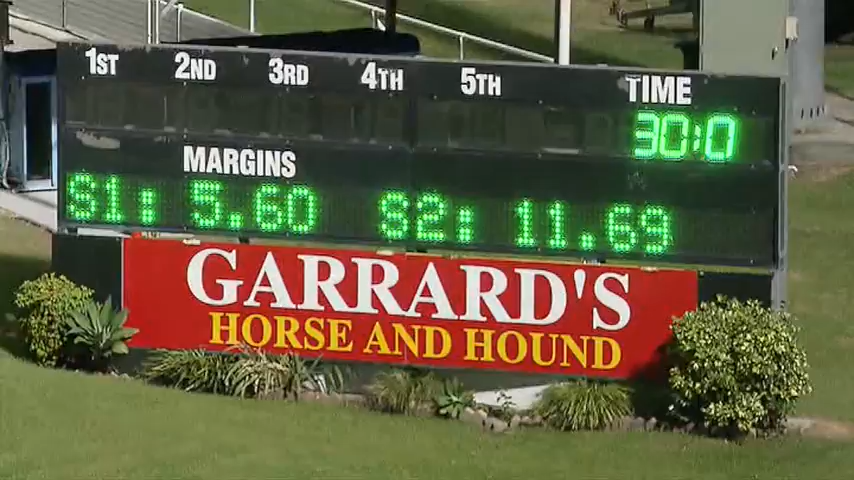 1ST 2ND 3RD 4TH 5TH TIME
30:0
MARGINS
S1: 5.60 S2: 11.69
GARRARD'S
HORSE AND HOUND